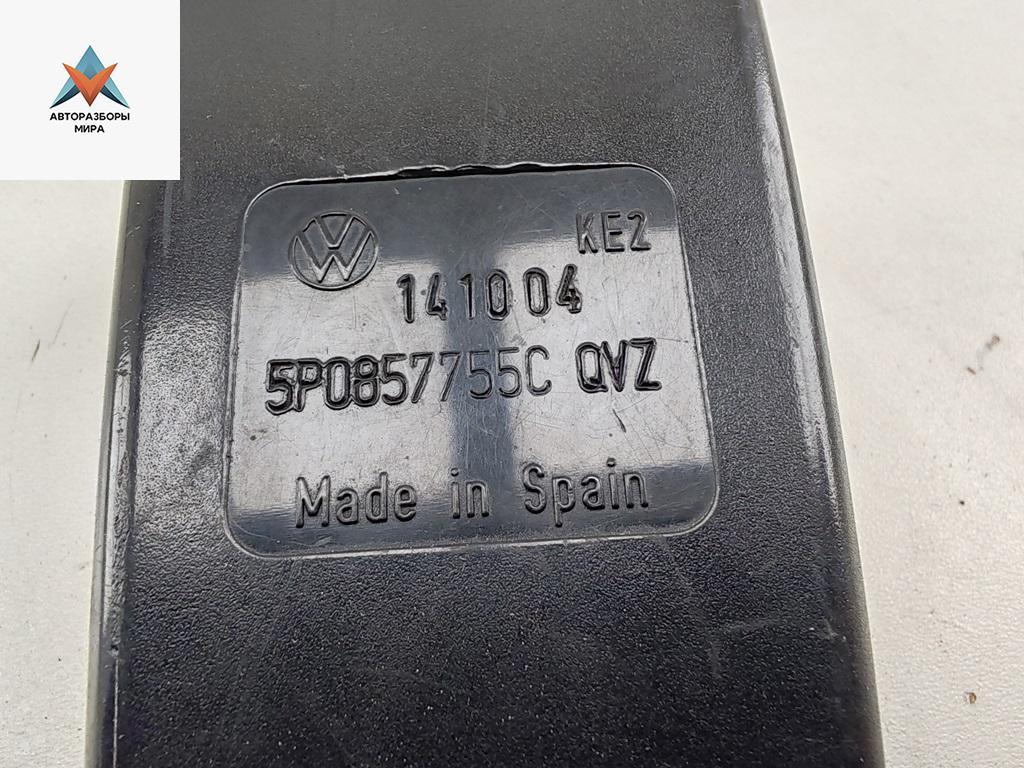 АВТОРАЗБОРЫ
МИРА
KE2
141004
5P0857755C QVZ
Made in Spain